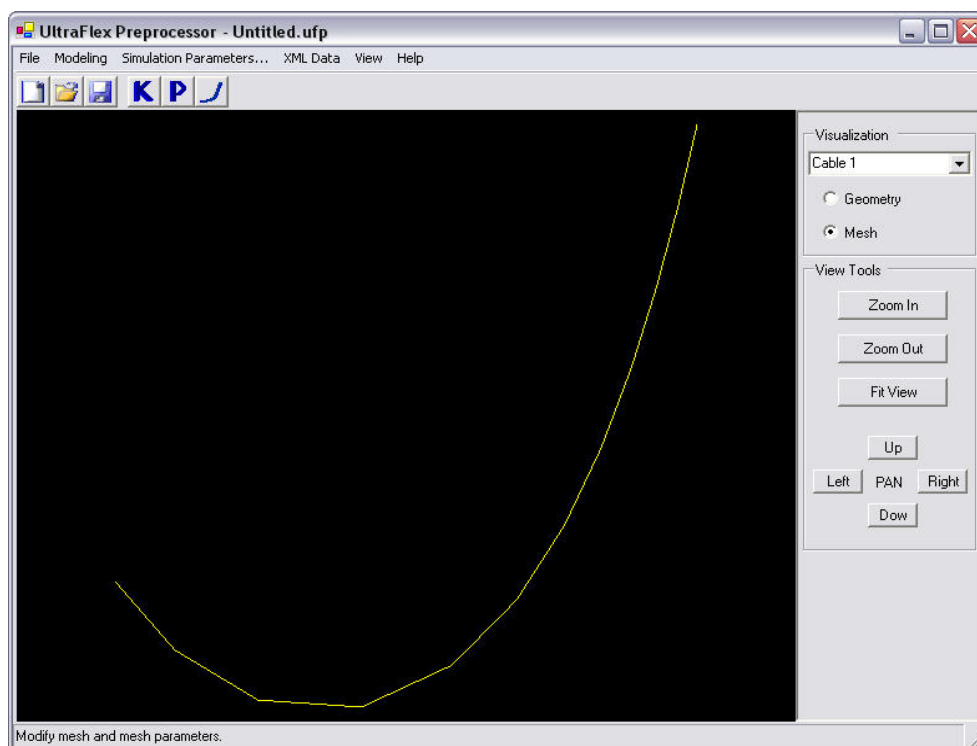 UltraFlex Preprocessor - Untitled.ufp
File Modeling Simulation Parameters... XML Data View Help
K P
Visualization
Cable 1
Geometry
Mesh
View Tools
Zoom In
Zoom Out
Fit View
Up
Left PAN Right
Dow
Modify mesh and mesh parameters.